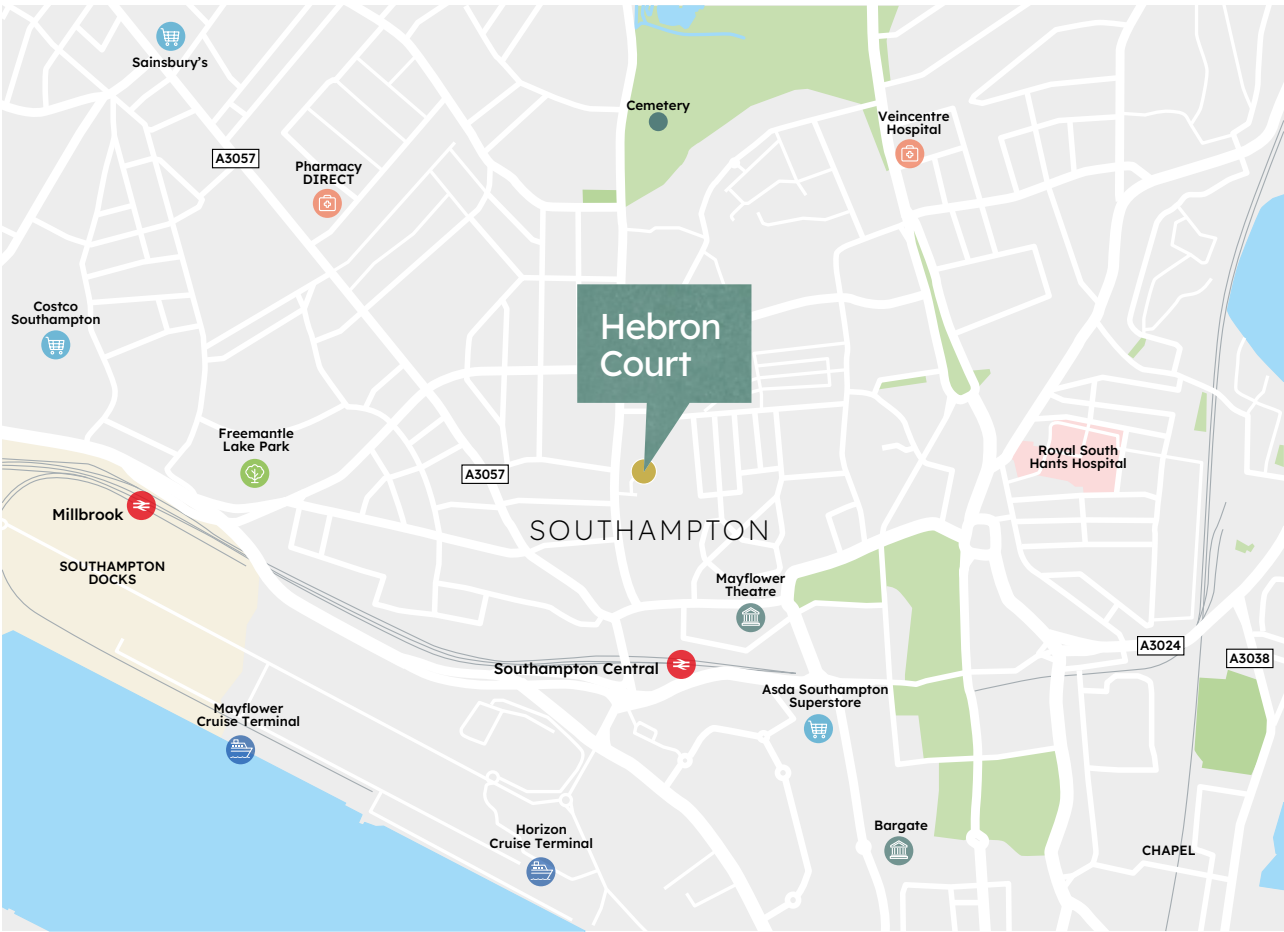 Sainsbury’s
Cemetery
Veincentre
Hospital
A3057
Pharmacy
DIRECT
Costco
Southampton
Hebron
Court
Freemantle
Lake Park
A3057
Royal South
Hants Hospital
Millbrook
SOUTHAMPTON
SOUTHAMPTON
DOCKS
Mayflower
Theatre
A3024
A3038
Southampton Central
Asda Southampton
Superstore
Mayflower
Cruise Terminal
Horizon
Cruise Terminal
Bargate
CHAPEL